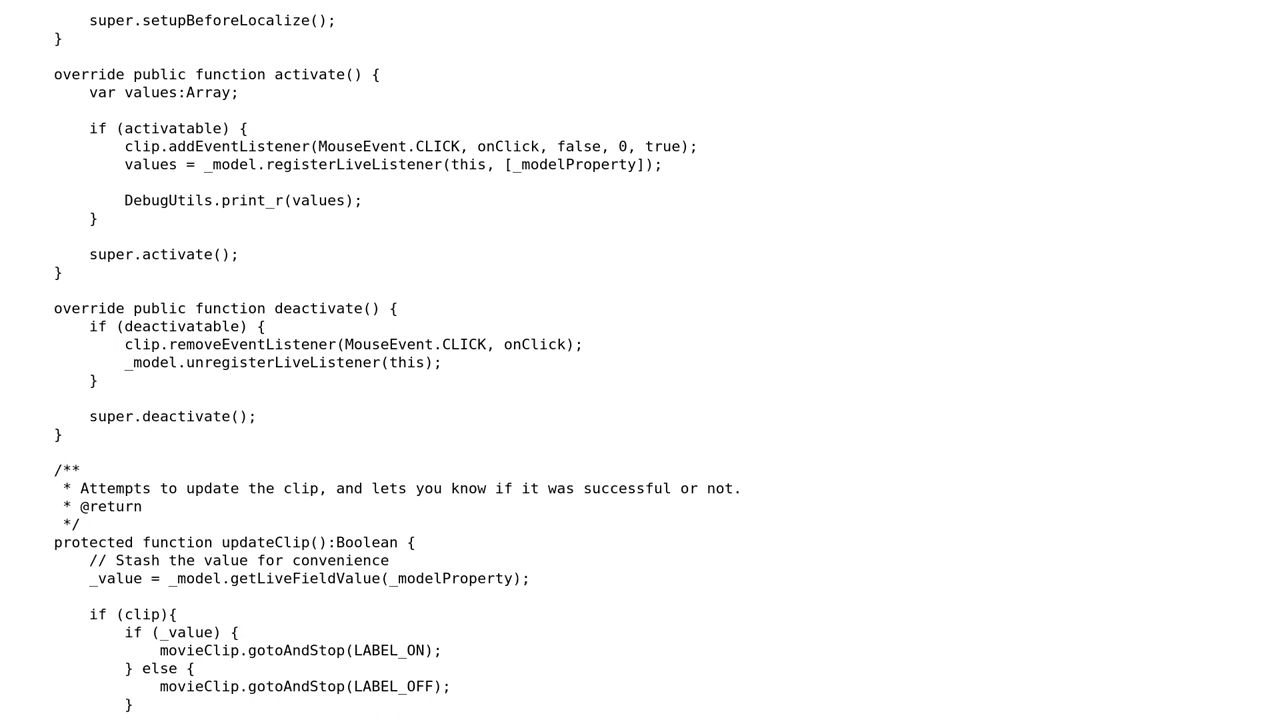 super.setupBeforeLocalize();
    }

    override public function activate() {
        var values:Array;

        if (activatable) {
            clip.addEventListener(MouseEvent.CLICK, onClick, false, 0, true);
            values = _model.registerLiveListener(this, [_modelProperty]);

            DebugUtils.print_r(values);
        }

        super.activate();
    }

    override public function deactivate() {
        if (deactivatable) {
            clip.removeEventListener(MouseEvent.CLICK, onClick);
            _model.unregisterLiveListener(this);
        }

        super.deactivate();
    }

    /**
     * Attempts to update the clip, and lets you know if it was successful or not.
     * @return
     */
    protected function updateClip():Boolean {
        // Stash the value for convenience
        _value = _model.getLiveFieldValue(_modelProperty);

        if (clip){
            if (_value) {
                movieClip.gotoAndStop(LABEL_ON);
            } else {
                movieClip.gotoAndStop(LABEL_OFF);
            }